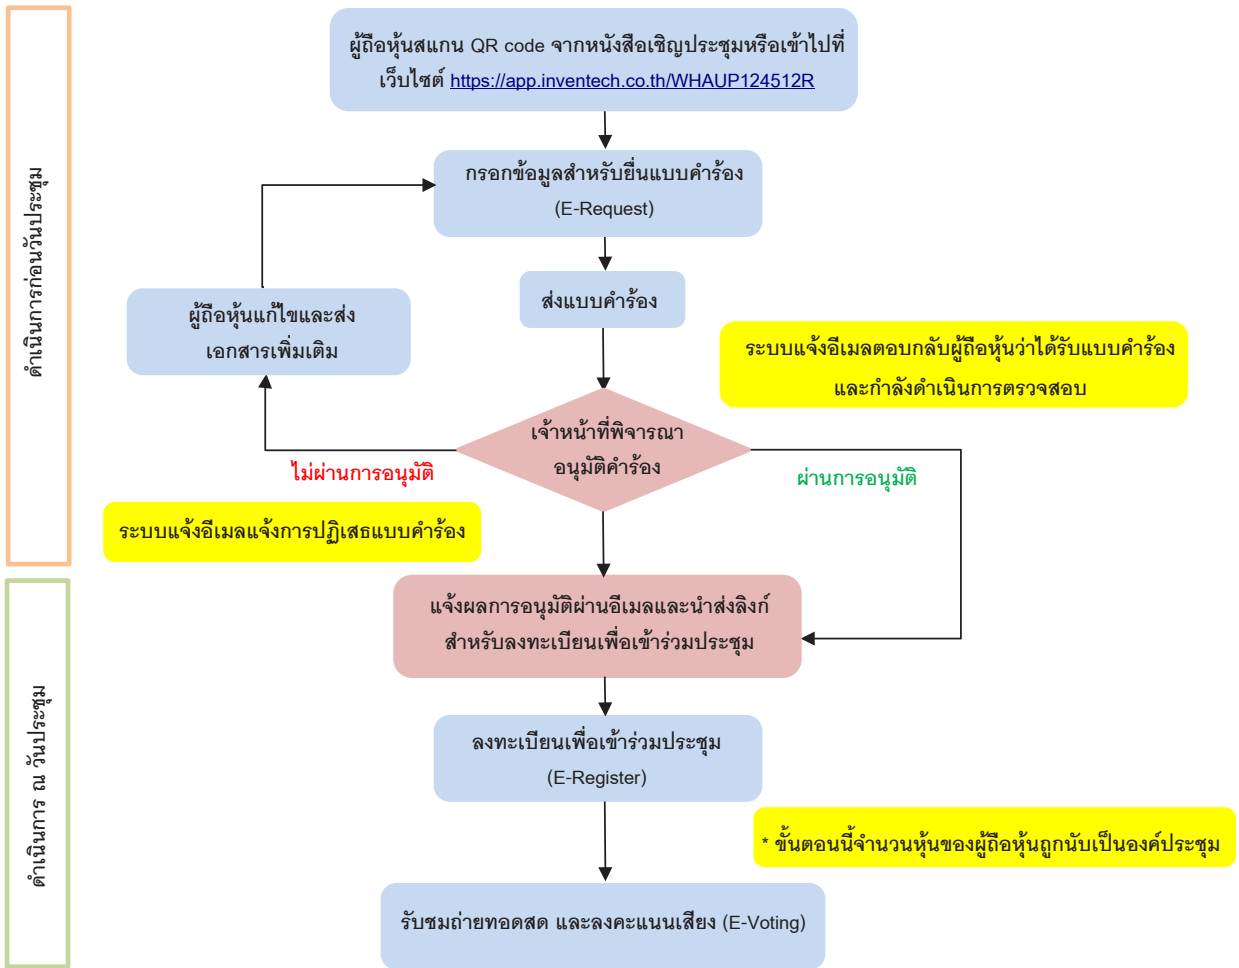 ผู้ถือหุ้นสแกน QR code จากหนังสือเชิญประชุมหรือเข้าไปที่
เว็บไซต์ https://app.inventech.co.th/WHAUP124512R
ดำเนินการก่อนวันประชุม
กรอกข้อมูลสำหรับยื่นแบบคำร้อง
(E-Request)
ส่งแบบคำร้อง
ผู้ถือหุ้นแก้ไขและส่ง
เอกสารเพิ่มเติม
ระบบแจ้งอีเมลตอบกลับผู้ถือหุ้นว่าได้รับแบบคำร้อง
และกำลังดำเนินการตรวจสอบ
เจ้าหน้าที่พิจารณา
อนุมัติคำร้อง
ไม่ผ่านการอนุมัติ
ผ่านการอนุมัติ
ระบบแจ้งอีเมลแจ้งการปฏิเสธแบบคำร้อง
แจ้งผลการอนุมัติผ่านอีเมลและนำส่งลิงก์
สำหรับลงทะเบียนเพื่อเข้าร่วมประชุม
ดำเนินการ ณ วันประชุม
ลงทะเบียนเพื่อเข้าร่วมประชุม
(E-Register)
* ขั้นตอนนี้จำนวนหุ้นของผู้ถือหุ้นถูกนับเป็นองค์ประชุม
รับชมถ่ายทอดสด และลงคะแนนเสียง (E-Voting)